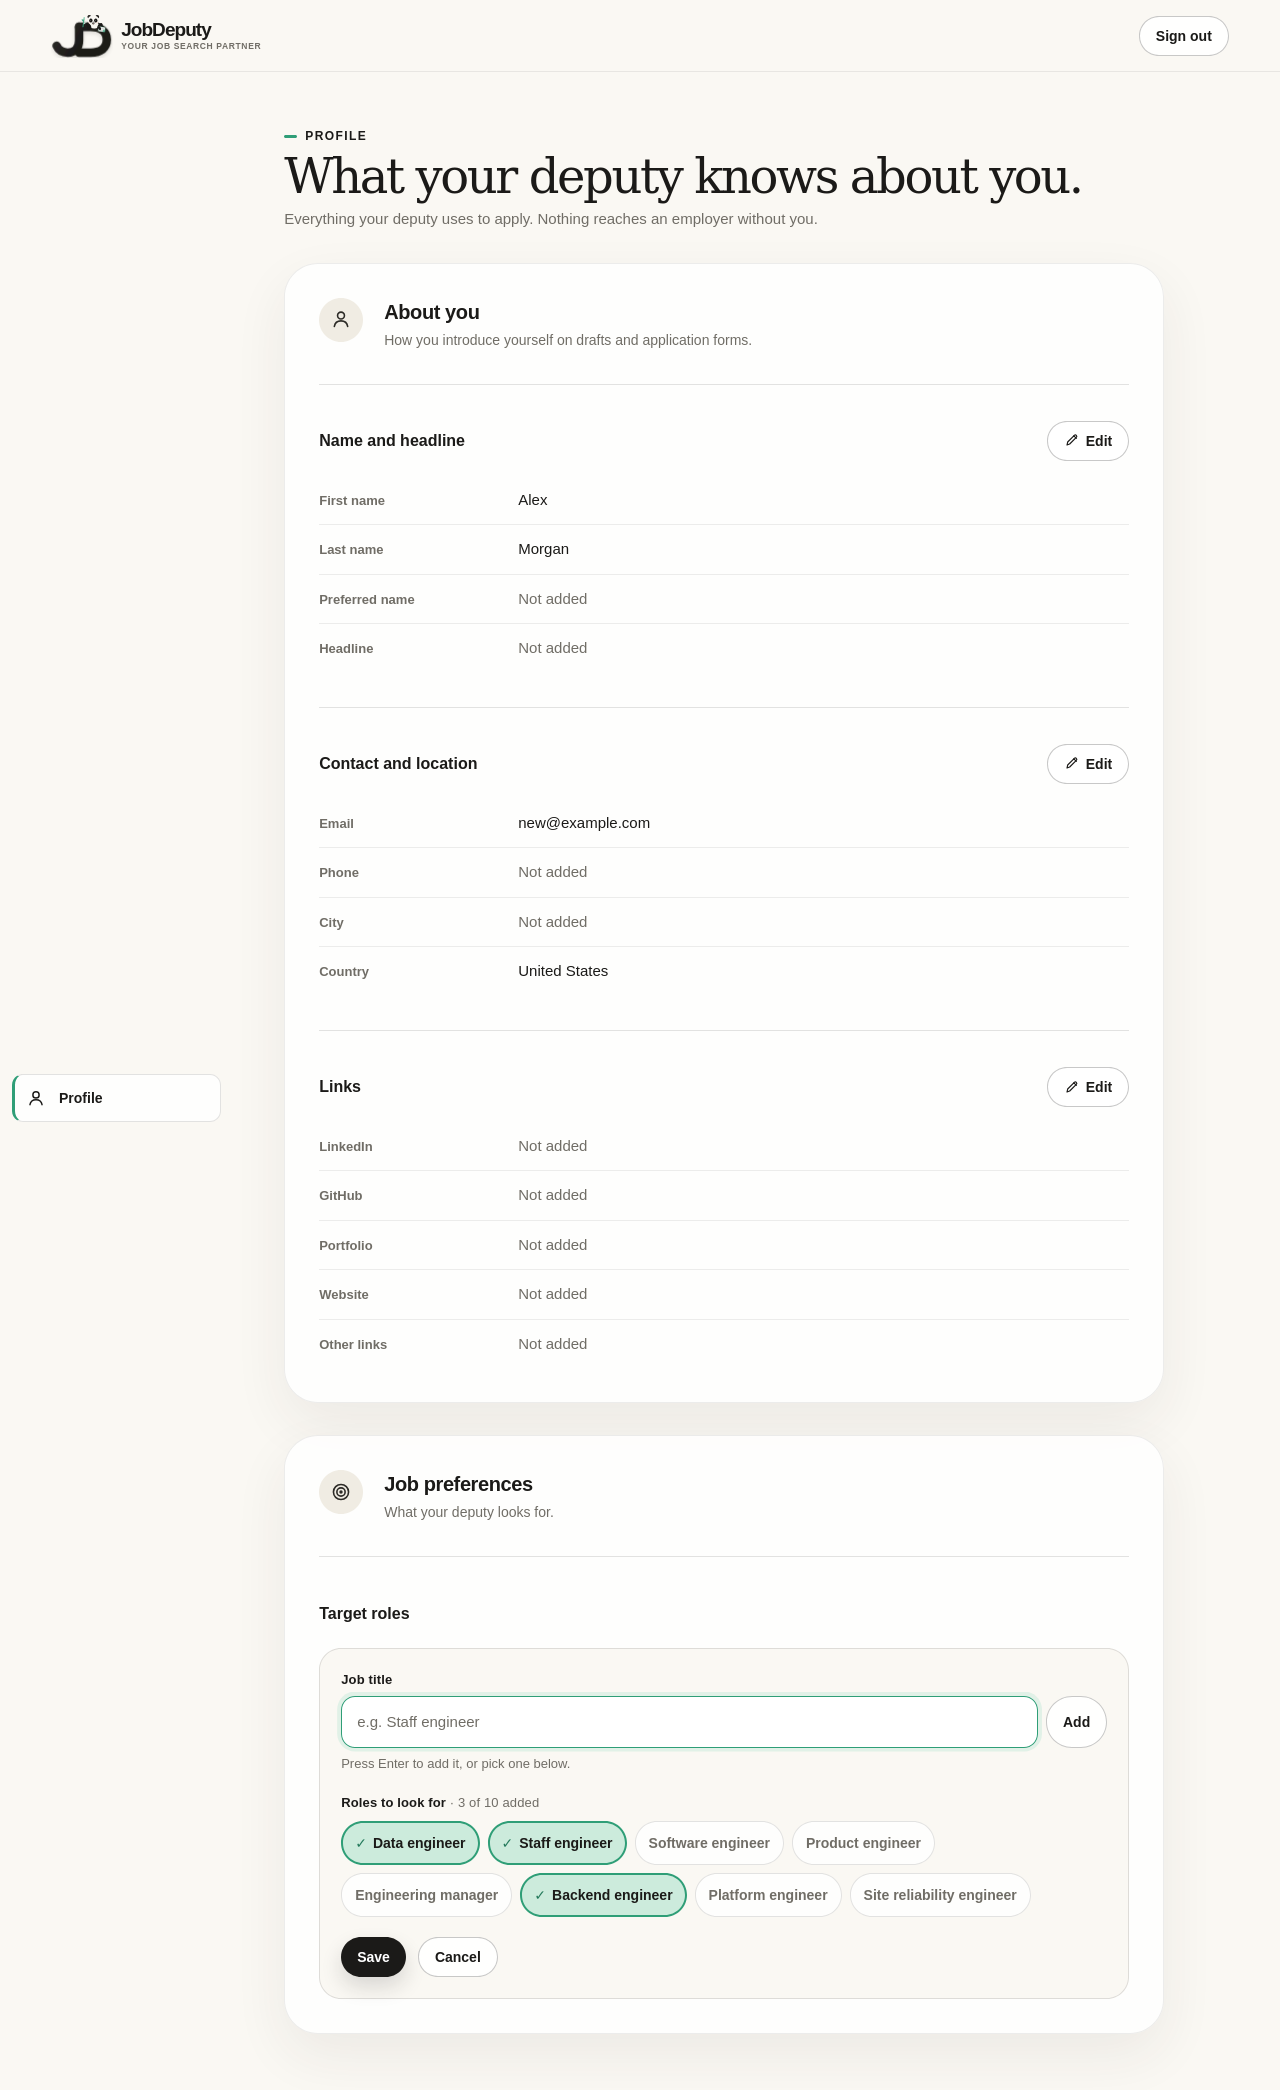 JobDeputy
YOUR JOB SEARCH PARTNER
Sign out
PROFILE
What your deputy knows about you.
Everything your deputy uses to apply. Nothing reaches an employer without you.
About you
How you introduce yourself on drafts and application forms.
Name and headline
Edit
First name Alex
Last name Morgan
Preferred name Not added
Headline Not added
Contact and location
Edit
Email new@example.com
Phone Not added
City Not added
Country United States
Profile
Links
Edit
LinkedIn Not added
GitHub Not added
Portfolio Not added
Website Not added
Other links Not added
Job preferences
What your deputy looks for.
Target roles
Job title
e.g. Staff engineer
Add
Press Enter to add it, or pick one below.
Roles to look for · 3 of 10 added
✓ Data engineer ✓ Staff engineer Software engineer Product engineer
Engineering manager ✓ Backend engineer Platform engineer Site reliability engineer
Save Cancel